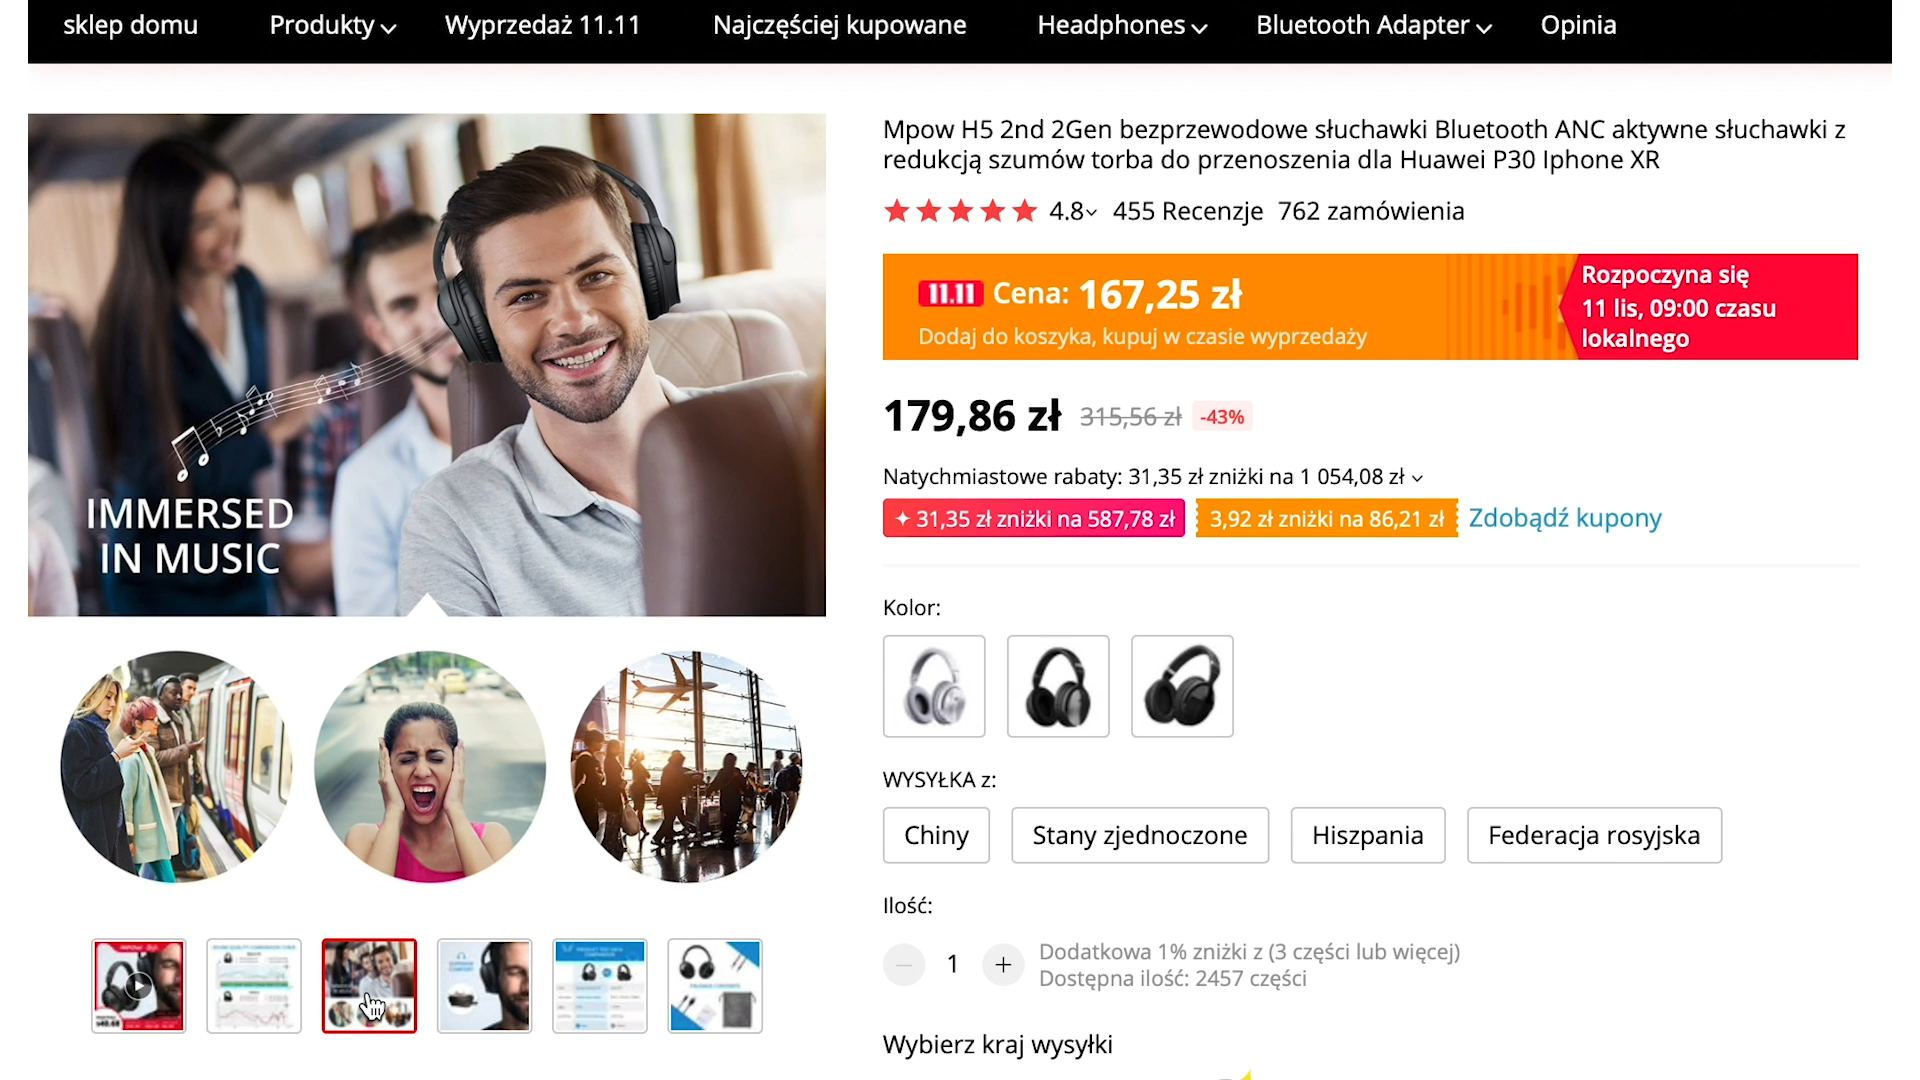 sklep domu
Produkty
Wyprzedaż 11.11
Najczęściej kupowane
Headphones
Bluetooth Adapter
Opinia
IMMERSED
IN MUSIC
Mpow H5 2nd 2Gen bezprzewodowe słuchawki Bluetooth ANC aktywne słuchawki z
redukcją szumów torba do przenoszenia dla Huawei P30 Iphone XR
4.8 455 Recenzje 762 zamówienia
11.11 Cena: 167,25 zł
Dodaj do koszyka, kupuj w czasie wyprzedaży
Rozpoczyna się
11 lis, 09:00 czasu
lokalnego
179,86 zł 315,56 zł -43%
Natychmiastowe rabaty: 31,35 zł zniżki na 1 054,08 zł
31,35 zł zniżki na 587,78 zł
3,92 zł zniżki na 86,21 zł
Zdobądź kupony
Kolor:
WYSYŁKA z:
Chiny
Stany zjednoczone
Hiszpania
Federacja rosyjska
Ilość:
− 1 +
Dodatkowa 1% zniżki z (3 części lub więcej)
Dostępna ilość: 2457 części
Wybierz kraj wysyłki